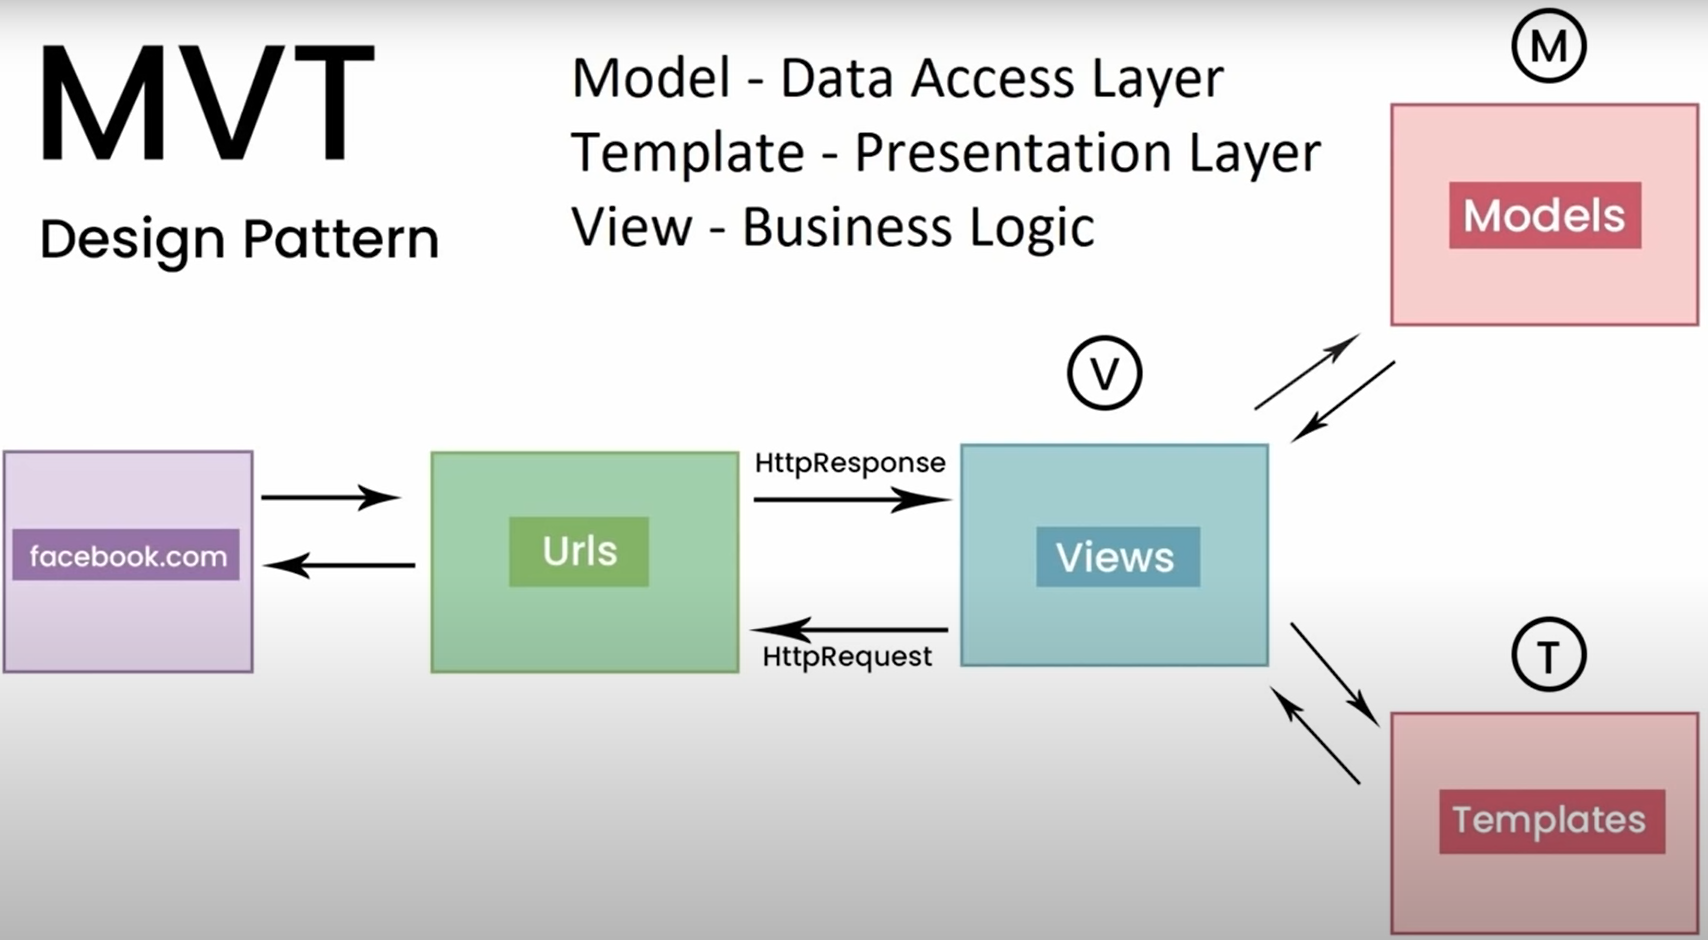 MVT
Design Pattern
Model - Data Access Layer
Template - Presentation Layer
View - Business Logic
M
Models
V
facebook.com
Urls
HttpResponse
HttpRequest
Views
T
Templates